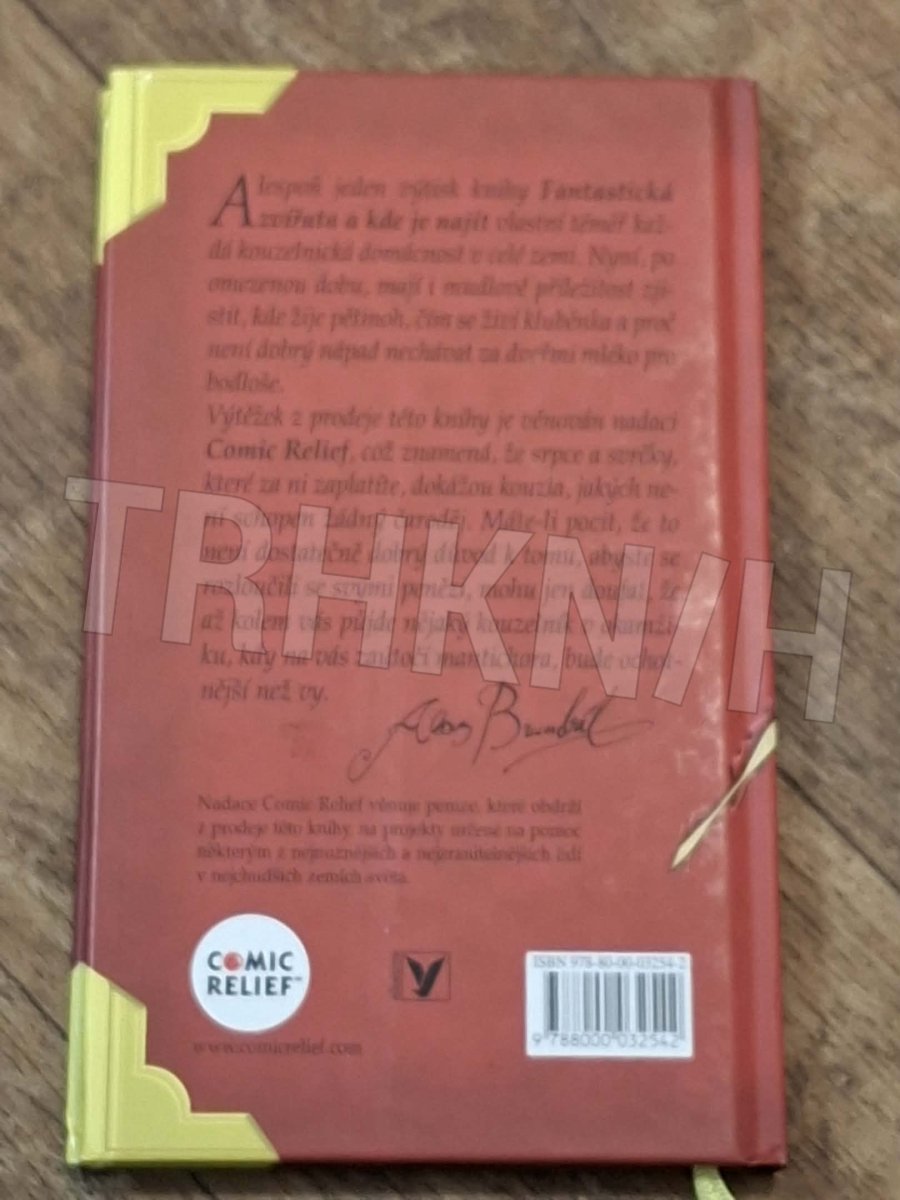 Alespoň jeden výtisk knihy Fantastická
zvířata a kde je najít vlastní téměř kaž-
dá kouzelnická domácnost v celé zemi. Nyní, po
omezenou dobu, mají i mudlové příležitost zji-
stit, kde žije pětinoh, čím se živí kluběnka a proč
není dobrý nápad nechávat za dveřmi mléko pro
bodloše.
Výtěžek z prodeje této knihy je věnován nadaci
Comic Relief, což znamená, že srpce a svrčky,
které za ni zaplatíte, dokážou kouzla, jakých ne-
ní schopen žádný čaroděj. Máte-li pocit, že to
není dostatečně dobrý důvod k tomu, abyste se
rozloučili se svými penězi, mohu jen doufat, že
až kolem vás půjde nějaký kouzelník v okamži-
ku, kdy na vás zaútočí mantichora, bude ochot-
nější než vy.
Nadace Comic Relief věnuje peníze, které obdrží
z prodeje této knihy, na projekty určené na pomoc
některým z nejnuznějších a nejzranitelnějších lidí
v nejchudších zemích světa.
COMIC
RELIEF™
www.comicrelief.com
ISBN 978-80-00-03254-2
9 788000 032542
TRHKNIH